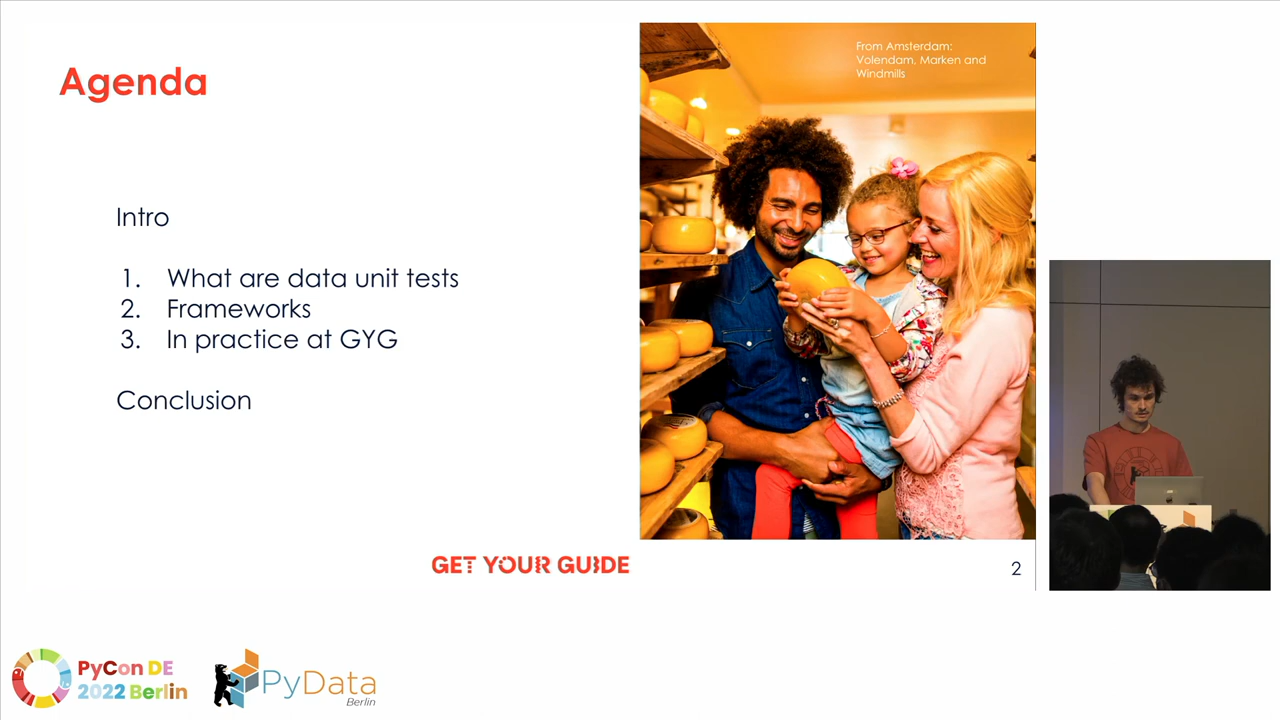 Agenda
From Amsterdam:
Volendam, Marken and
Windmills
Intro
1. What are data unit tests
2. Frameworks
3. In practice at GYG
Conclusion
GET YOUR GUIDE
2
PyCon DE
2022 Berlin
PyData
Berlin